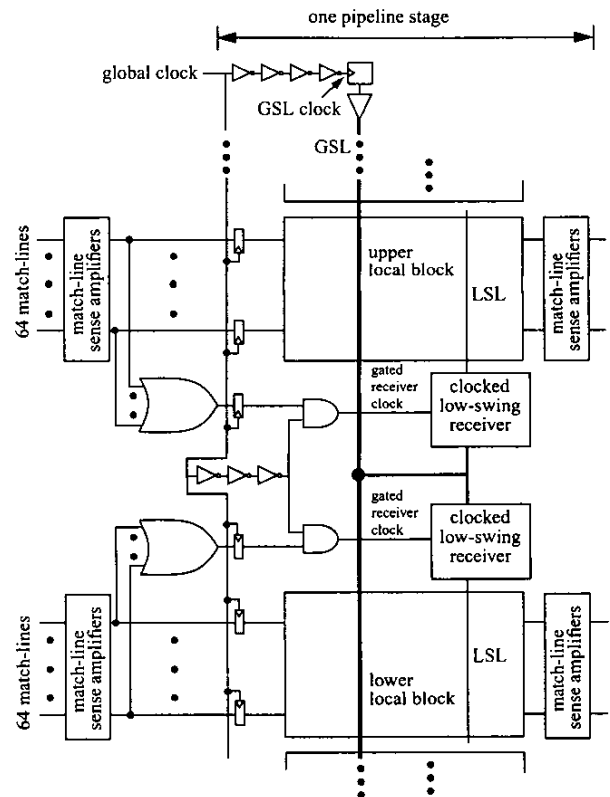 one pipeline stage
global clock
GSL clock
GSL
64 match-lines
match-line
sense amplifiers
upper
local block
LSL
match-line
sense amplifiers
gated
receiver
clock
clocked
low-swing
receiver
gated
receiver
clock
clocked
low-swing
receiver
64 match-lines
match-line
sense amplifiers
lower
local block
LSL
match-line
sense amplifiers